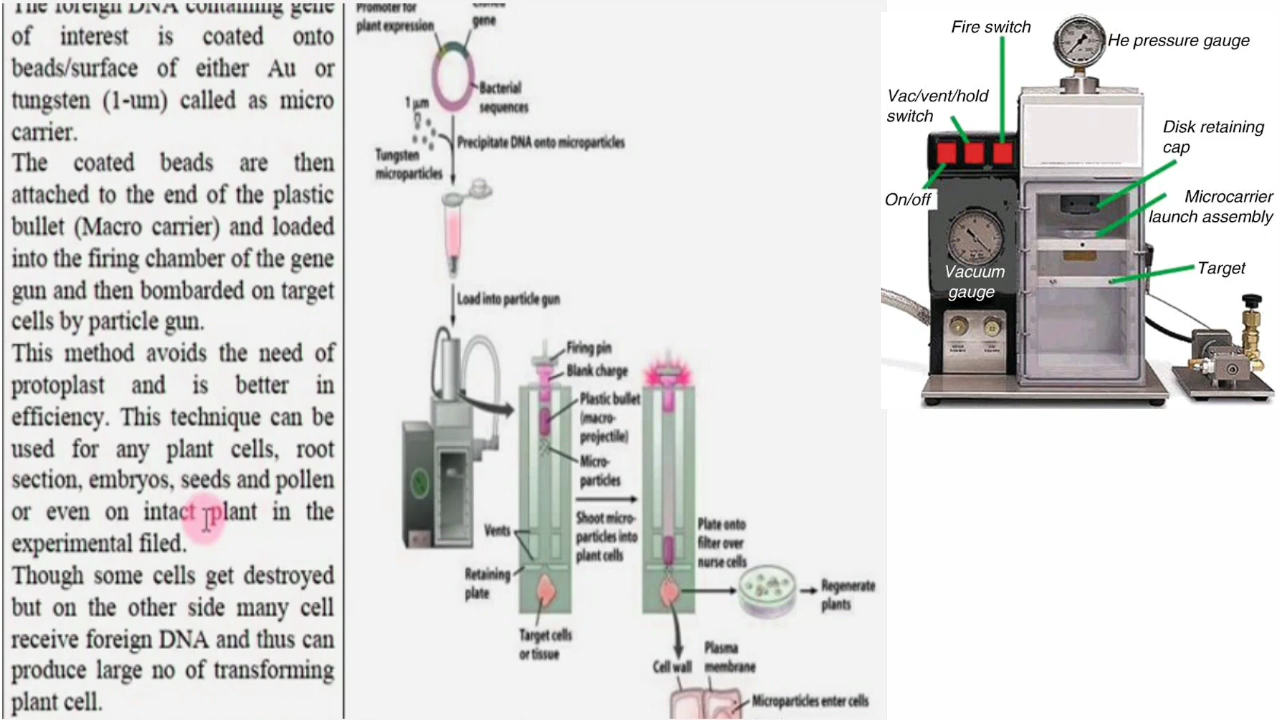 The foreign DNA containing gene
of interest is coated onto
beads/surface of either Au or
tungsten (1-um) called as micro
carrier.
The coated beads are then
attached to the end of the plastic
bullet (Macro carrier) and loaded
into the firing chamber of the gene
gun and then bombarded on target
cells by particle gun.
This method avoids the need of
protoplast and is better in
efficiency. This technique can be
used for any plant cells, root
section, embryos, seeds and pollen
or even on intact plant in the
experimental filed.
Though some cells get destroyed
but on the other side many cell
receive foreign DNA and thus can
produce large no of transforming
plant cell.
Promoter for
plant expression
Cloned
gene
Bacterial
sequences
1 µm
Precipitate DNA onto microparticles
Tungsten
microparticles
Load into particle gun
Firing pin
Blank charge
Plastic bullet
(macro-
projectile)
Micro-
particles
Vents
Shoot micro-
particles into
plant cells
Retaining
plate
Target cells
or tissue
Plate onto
filter over
nurse cells
Regenerate
plants
Cell wall
Plasma
membrane
Microparticles enter cells
Fire switch
He pressure gauge
Vac/vent/hold
switch
Disk retaining
cap
On/off
Microcarrier
launch assembly
Vacuum
gauge
Target